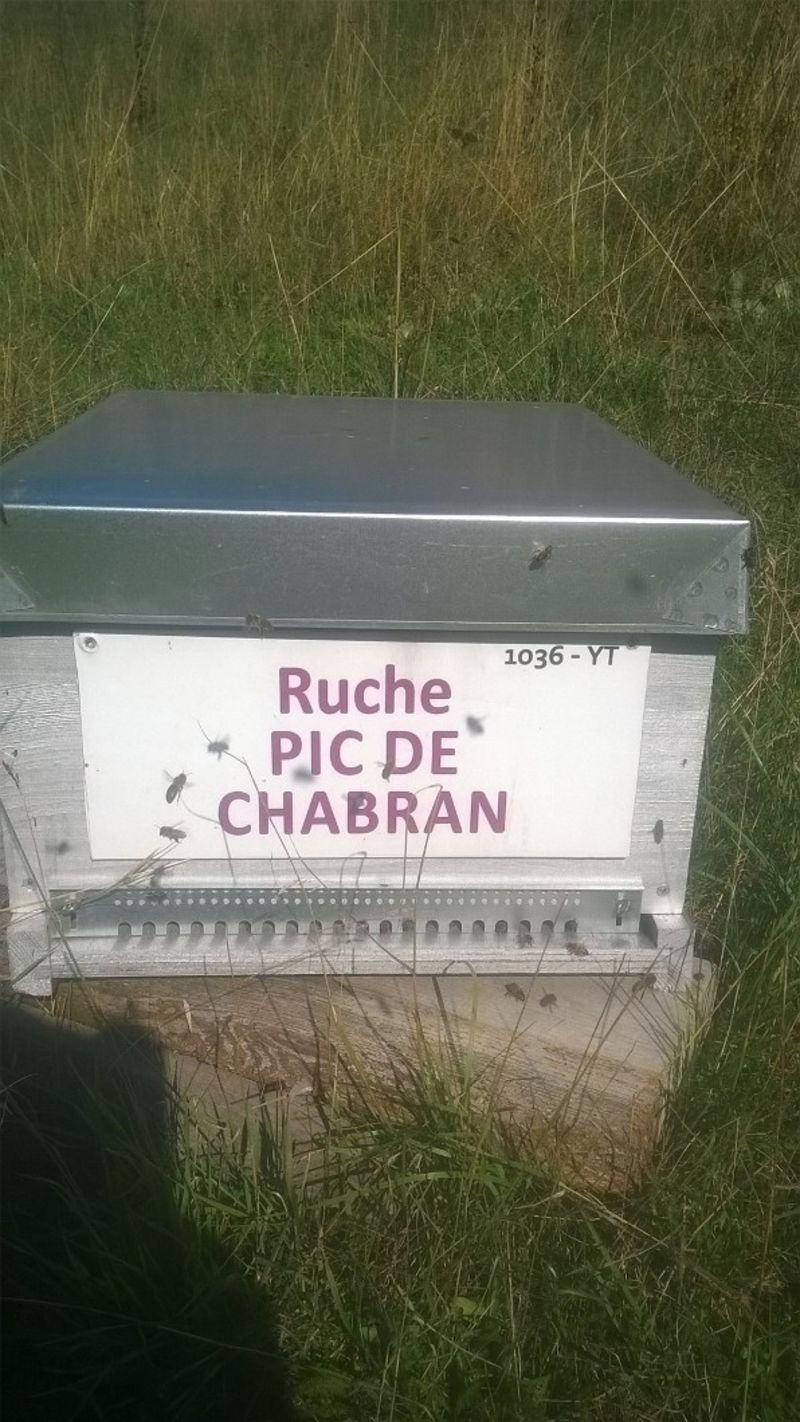 1036 - YT
Ruche
PIC DE
CHABRAN